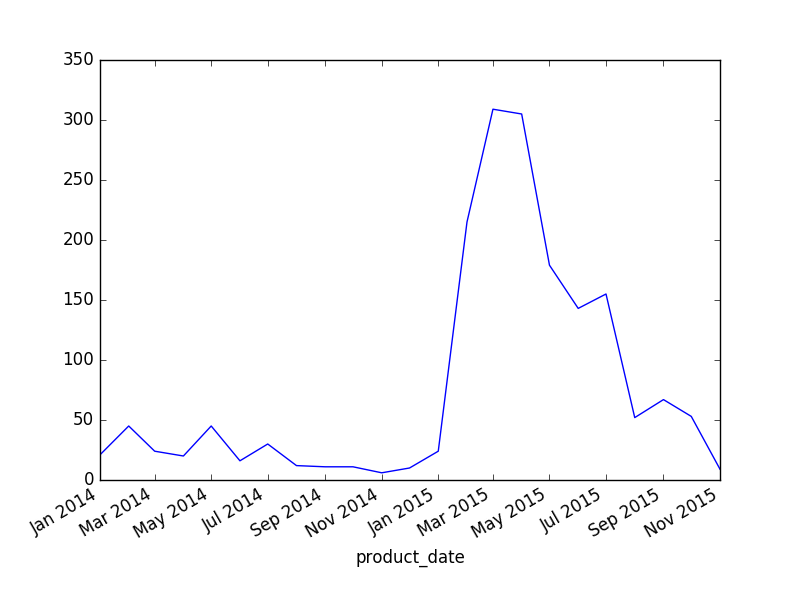 350
300
250
200
150
100
50
0
Jan 2014
Mar 2014
May 2014
Jul 2014
Sep 2014
Nov 2014
Jan 2015
Mar 2015
May 2015
Jul 2015
Sep 2015
Nov 2015
product_date